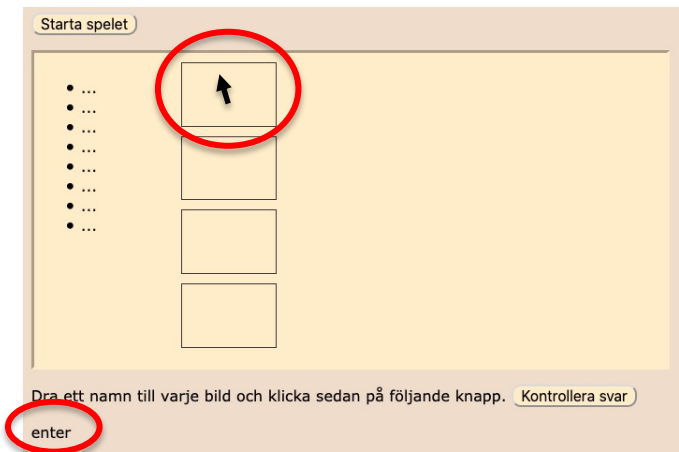 Starta spelet
• ...
• ...
• ...
• ...
• ...
• ...
• ...
• ...
Dra ett namn till varje bild och klicka sedan på följande knapp. Kontrollera svar
enter